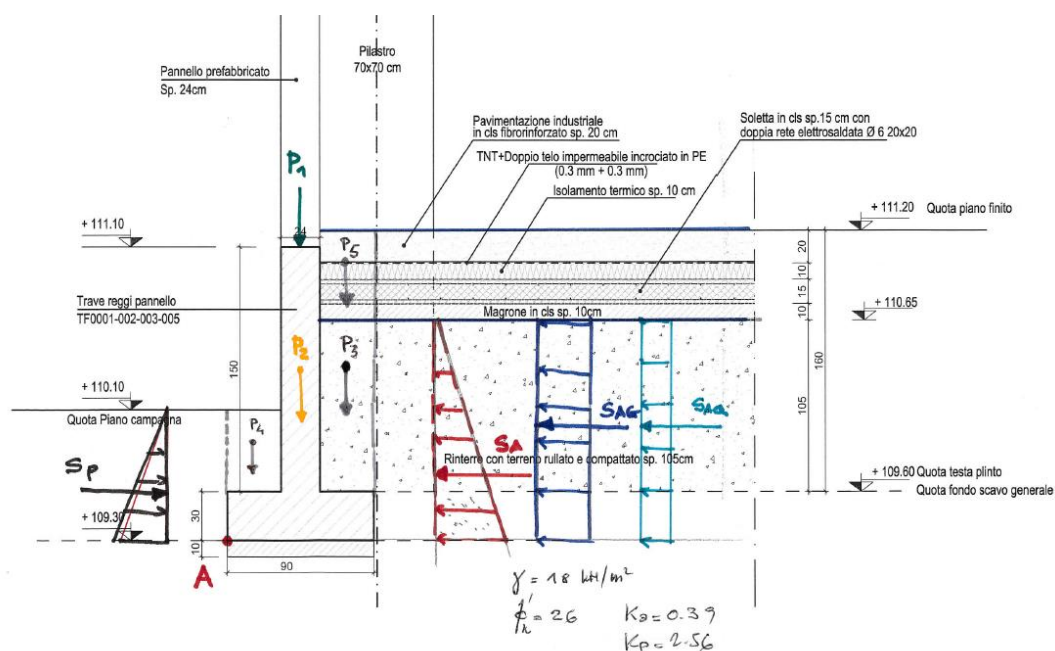 Pilastro
70x70 cm
Pannello prefabbricato
Sp. 24cm
Pavimentazione industriale
in cls fibrorinforzato sp. 20 cm
Soletta in cls sp.15 cm con
doppia rete elettrosaldata Ø 6 20x20
TNT+Doppio telo impermeabile incrociato in PE
(0.3 mm + 0.3 mm)
Isolamento termico sp. 10 cm
P1
+ 111.20 Quota piano finito
+ 111.10
24
P5
20
10
15
10
Trave reggi pannello
TF0001-002-003-005
Magrone in cls sp. 10cm
+ 110.65
160
P2
P3
150
105
+ 110.10
Quota Piano campagna
P4
SAG
SAQ
SA
Rinterro con terreno rullato e compattato sp. 105cm
SP
+ 109.60 Quota testa plinto
Quota fondo scavo generale
30
+ 109.30
10
A
90
γ = 18 kN/m²
ϕ'k = 26
Ka = 0.39
Kp = 2.56